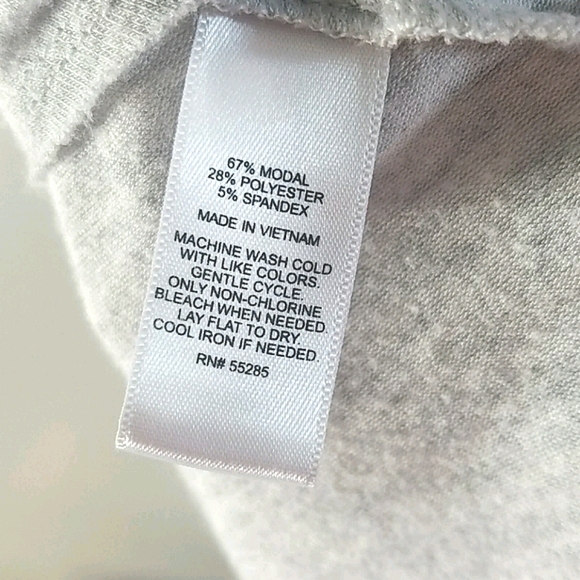 67% MODAL
28% POLYESTER
5% SPANDEX
MADE IN VIETNAM
MACHINE WASH COLD
WITH LIKE COLORS.
GENTLE CYCLE.
ONLY NON-CHLORINE
BLEACH WHEN NEEDED.
LAY FLAT TO DRY.
COOL IRON IF NEEDED.
RN# 55285